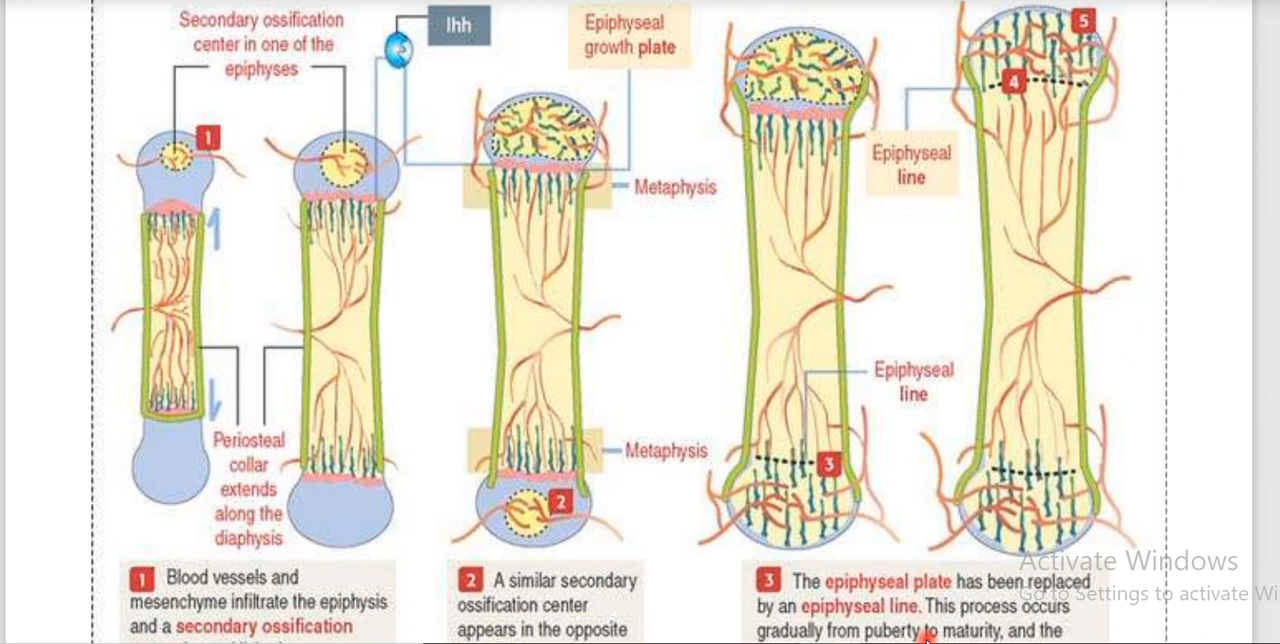 Secondary ossification
center in one of the
epiphyses
Ihh
Epiphyseal
growth plate
5
4
1
Metaphysis
Epiphyseal
line
Epiphyseal
line
Periosteal
collar
extends
along the
diaphysis
Metaphysis
3
2
1 Blood vessels and
mesenchyme infiltrate the epiphysis
and a secondary ossification
2 A similar secondary
ossification center
appears in the opposite
3 The epiphyseal plate has been replaced
by an epiphyseal line. This process occurs
gradually from puberty to maturity, and the
Activate Windows
Go to Settings to activate Wi